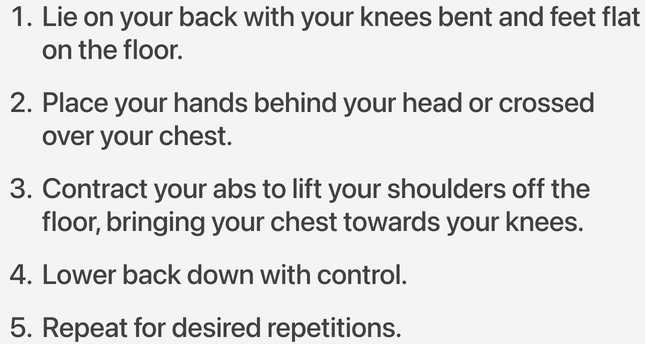 1. Lie on your back with your knees bent and feet flat
on the floor.
2. Place your hands behind your head or crossed
over your chest.
3. Contract your abs to lift your shoulders off the
floor, bringing your chest towards your knees.
4. Lower back down with control.
5. Repeat for desired repetitions.